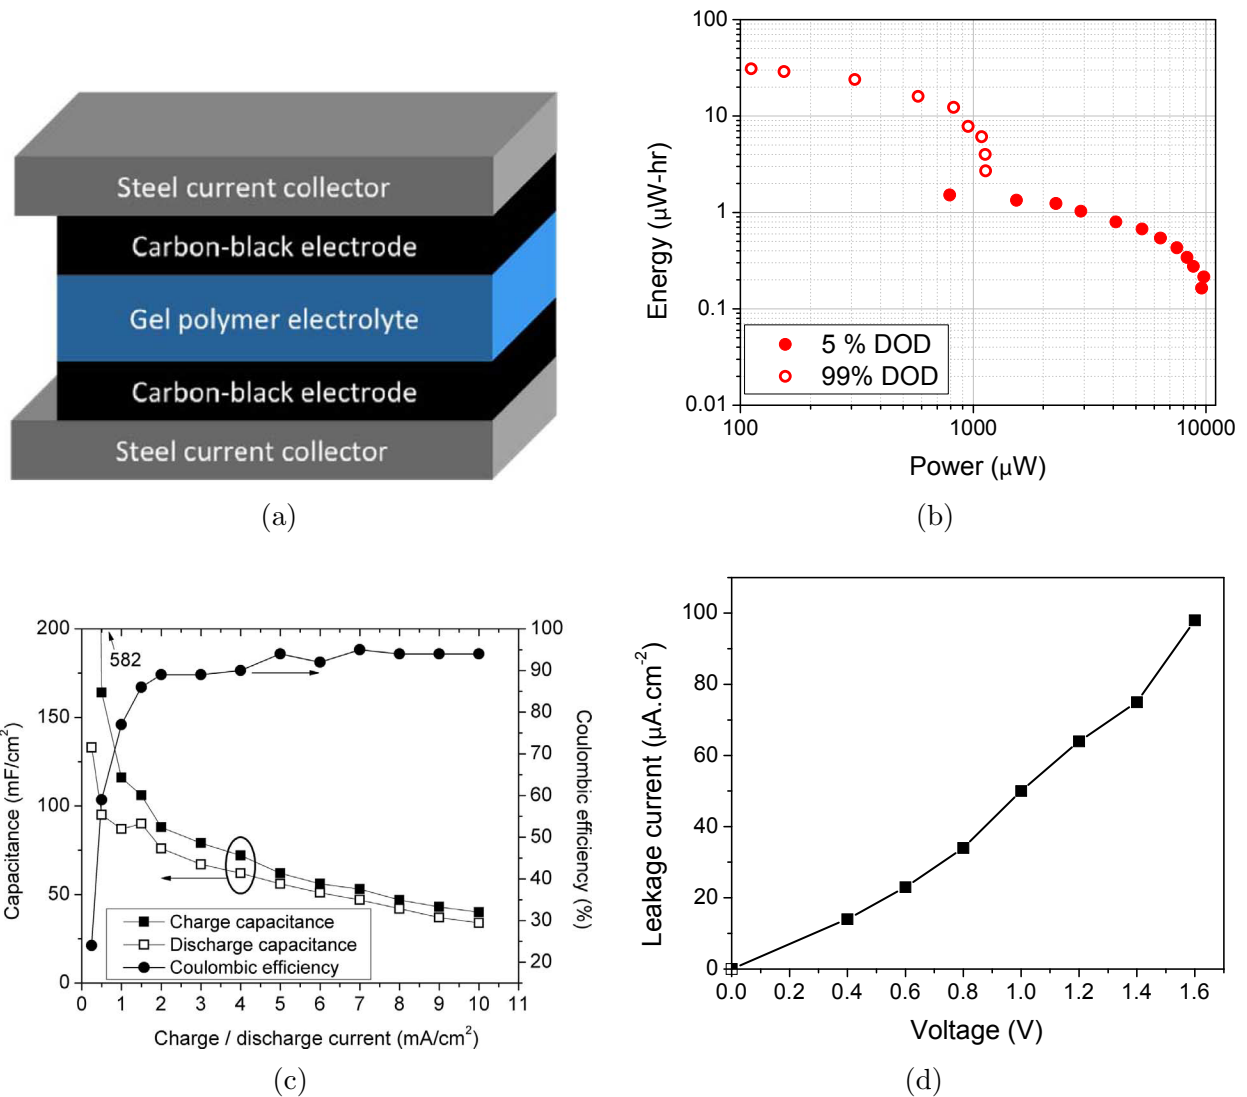 Steel current collector
Carbon-black electrode
Gel polymer electrolyte
Carbon-black electrode
Steel current collector
(a)
100
10
1
0.1
0.01
Energy (µW-hr)
5 % DOD
99% DOD
100
1000
10000
Power (µW)
(b)
200
150
100
50
0
Capacitance (mF/cm²)
582
100
90
80
70
60
50
40
30
20
Coulombic efficiency (%)
Charge capacitance
Discharge capacitance
Coulombic efficiency
0 1 2 3 4 5 6 7 8 9 10 11
Charge / discharge current (mA/cm²)
(c)
100
80
60
40
20
0
Leakage current (µA.cm⁻²)
0.0 0.2 0.4 0.6 0.8 1.0 1.2 1.4 1.6
Voltage (V)
(d)